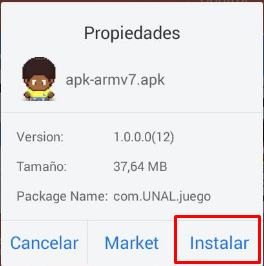 Propiedades
apk-armv7.apk
Version: 1.0.0.0(12)
Tamaño: 37,64 MB
Package Name: com.UNAL.juego
Cancelar Market Instalar